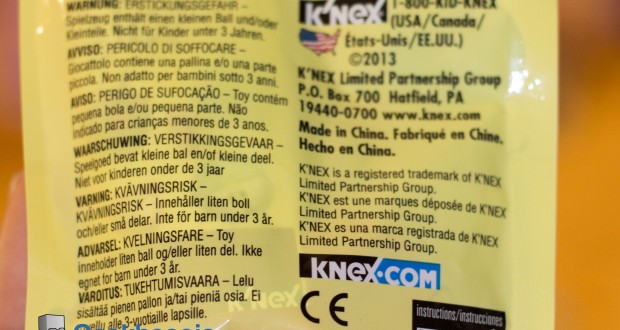 WARNUNG: ERSTICKUNGSGEFAHR –
Spielzeug enthält einen kleinen Ball und/oder
Kleinteile. Nicht für Kinder unter 3 Jahren.
AVVISO: PERICOLO DI SOFFOCARE –
Giocattolo contiene una pallina e/o una parte
piccola. Non adatto per bambini sotto 3 anni.
AVISO: PERIGO DE SUFOCAÇÃO – Toy contém
pequena bola e/ou pequena parte. Não
indicado para crianças menores de 3 anos.
WAARSCHUWING: VERSTIKKINGSGEVAAR –
Speelgoed bevat kleine bal en/of kleine deel.
Niet voor kinderen onder de 3 jaar
VARNING: KVÄVNINGSRISK –
KVÄVNINGSRISK – Innehåller liten boll
och/eller små delar. Inte för barn under 3 år.
ADVARSEL: KVELNINGSFARE – Toy
inneholder liten ball og/eller liten del. Ikke
egnet for barn under 3 år.
VAROITUS: TUKEHTUMISVAARA – Lelu
sisältää pienen pallon ja/tai pieniä osia. Ei
alle 3-vuotiaille lapsille.
K'NEX
1-800-KID-KNEX
(USA/Canada/
États-Unis/EE.UU.)
©2013
K'NEX Limited Partnership Group
P.O. Box 700 Hatfield, PA
19440-0700 www.knex.com
Made in China. Fabriqué en Chine.
Hecho en China.
K'NEX is a registered trademark of K'NEX
Limited Partnership Group.
K'NEX est une marques déposée de K'NEX
Limited Partnership Group.
K'NEX es una marca registrada de K'NEX
Limited Partnership Group.
K'NEX.COM
CE
instructions/instrucciones
K'NEX